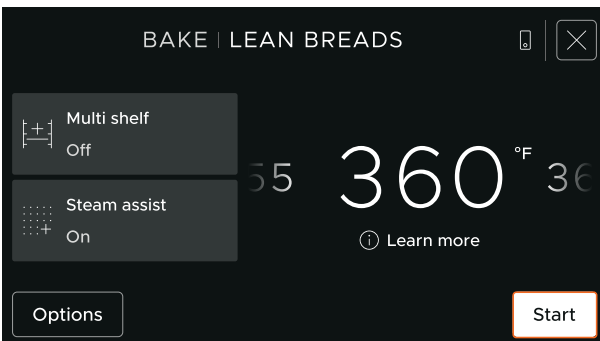 BAKE | LEAN BREADS
Multi shelf
Off
55
360 °F
36
Learn more
Steam assist
On
Options
Start